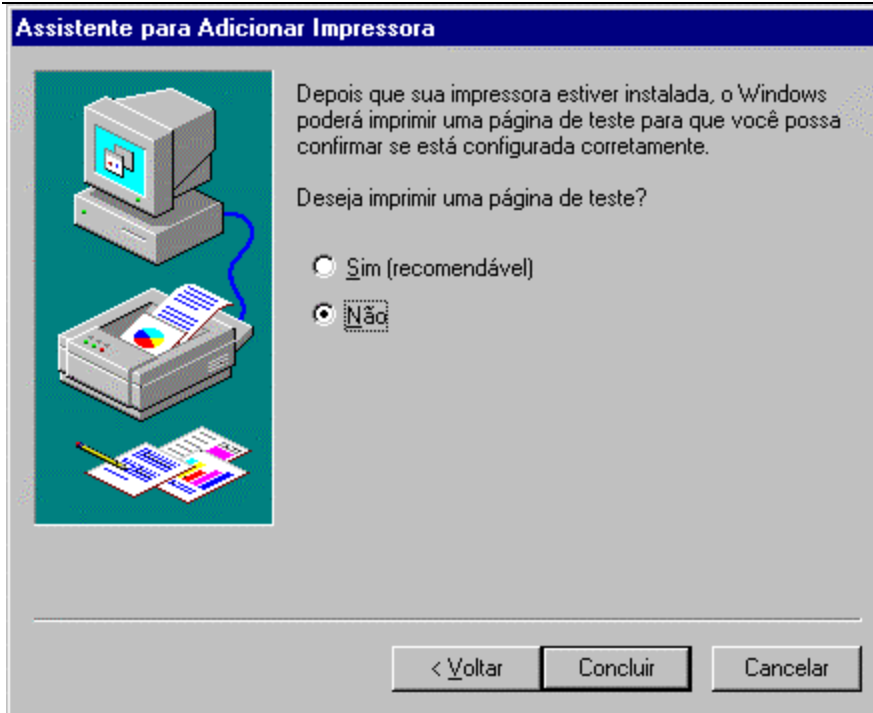 Assistente para Adicionar Impressora
Depois que sua impressora estiver instalada, o Windows
poderá imprimir uma página de teste para que você possa
confirmar se está configurada corretamente.
Deseja imprimir uma página de teste?
Sim (recomendável)
Não
< Voltar
Concluir
Cancelar